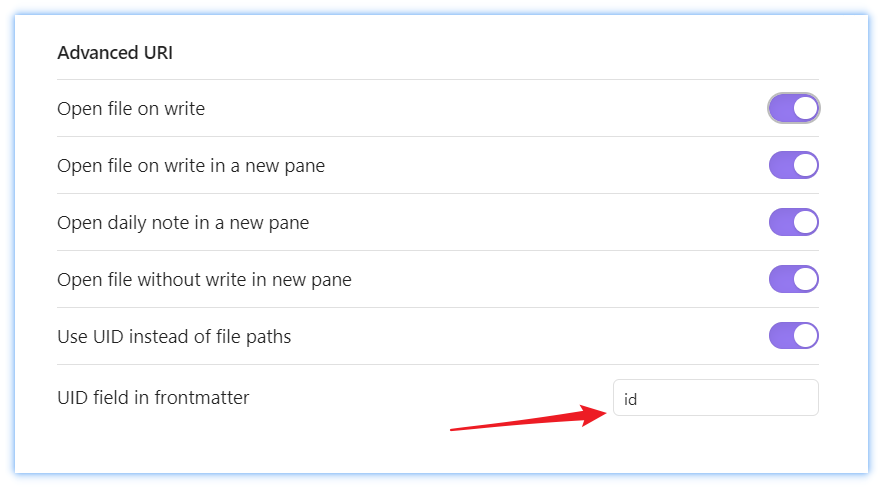 Advanced URI
Open file on write
Open file on write in a new pane
Open daily note in a new pane
Open file without write in new pane
Use UID instead of file paths
UID field in frontmatter id